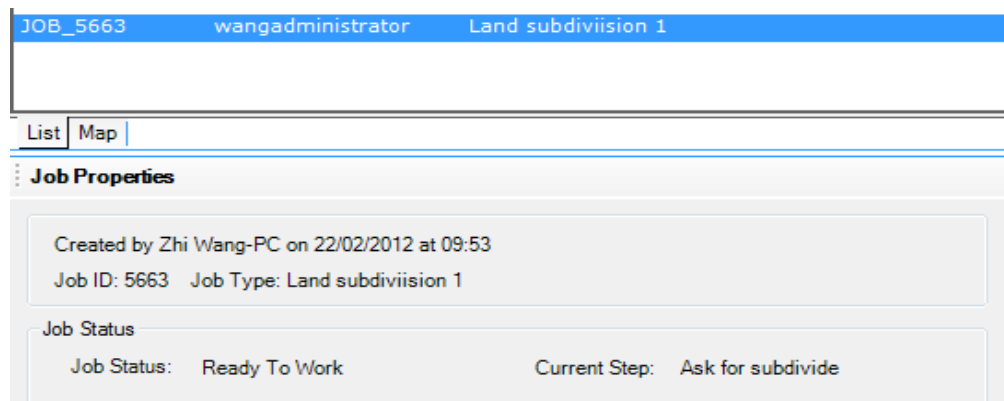 JOB_5663 wangadministrator Land subdiviision 1
List Map
Job Properties
Created by Zhi Wang-PC on 22/02/2012 at 09:53
Job ID: 5663 Job Type: Land subdiviision 1
Job Status
Job Status: Ready To Work Current Step: Ask for subdivide